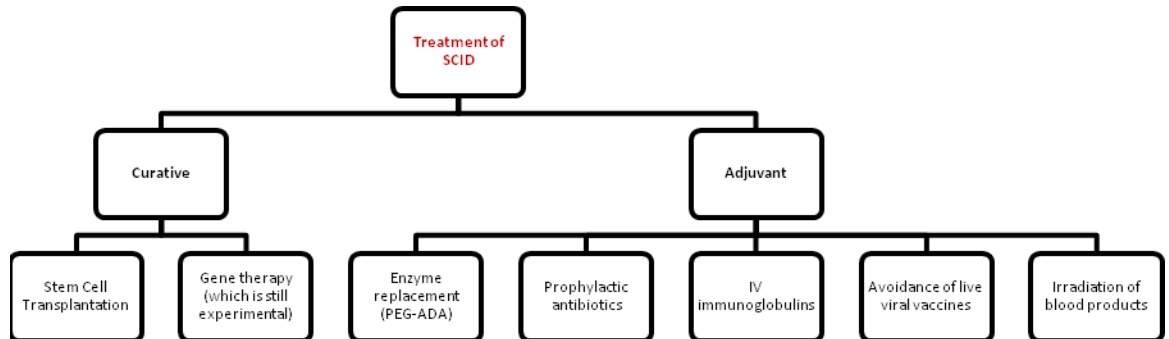 Treatment of
SCID
Curative
Adjuvant
Stem Cell
Transplantation
Gene therapy
(which is still
experimental)
Enzyme
replacement
(PEG-ADA)
Prophylactic
antibiotics
IV
immunoglobulins
Avoidance of live
viral vaccines
Irradiation of
blood products